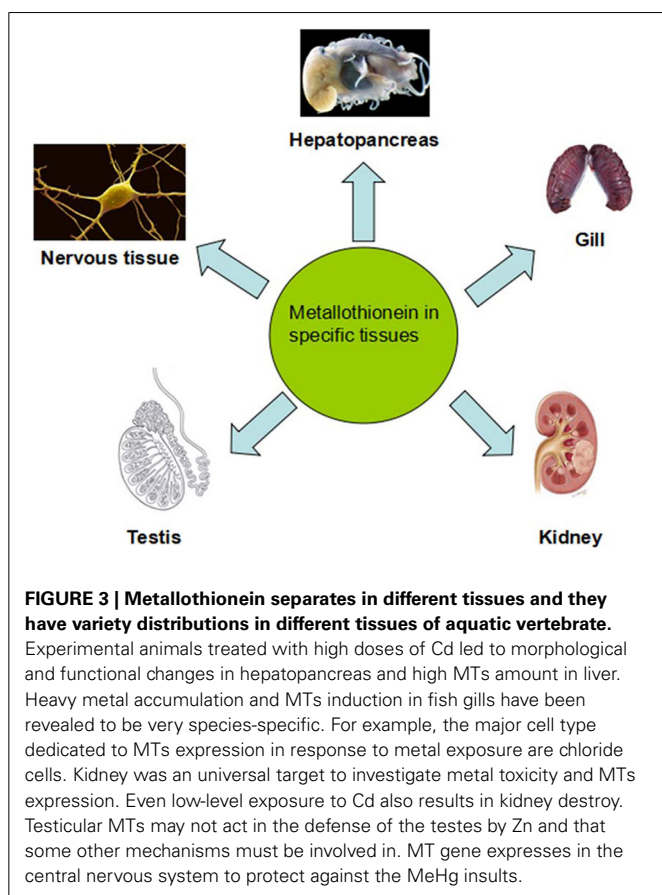 Hepatopancreas
Nervous tissue
Gill
Metallothionein in
specific tissues
Testis
Kidney
FIGURE 3 | Metallothionein separates in different tissues and they
have variety distributions in different tissues of aquatic vertebrate.
Experimental animals treated with high doses of Cd led to morphological
and functional changes in hepatopancreas and high MTs amount in liver.
Heavy metal accumulation and MTs induction in fish gills have been
revealed to be very species-specific. For example, the major cell type
dedicated to MTs expression in response to metal exposure are chloride
cells. Kidney was an universal target to investigate metal toxicity and MTs
expression. Even low-level exposure to Cd also results in kidney destroy.
Testicular MTs may not act in the defense of the testes by Zn and that
some other mechanisms must be involved in. MT gene expresses in the
central nervous system to protect against the MeHg insults.